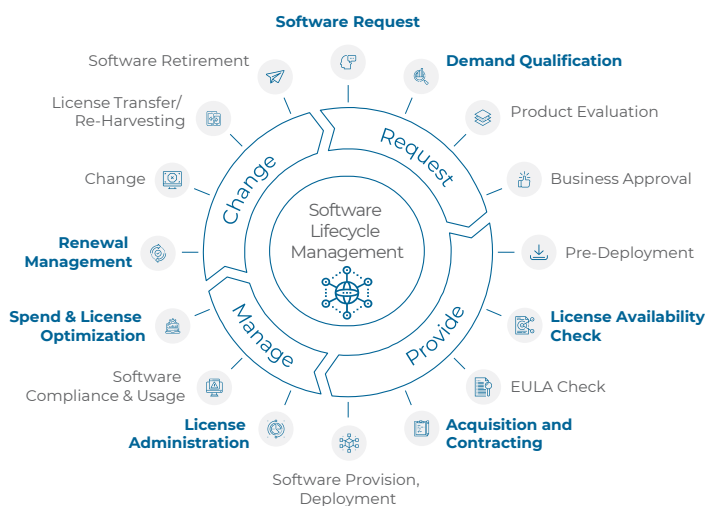 Software Request
Demand Qualification
Product Evaluation
Business Approval
Pre-Deployment
License Availability
Check
EULA Check
Acquisition and
Contracting
Software Provision,
Deployment
License
Administration
Software
Compliance & Usage
Spend & License
Optimization
Renewal
Management
Change
License Transfer/
Re-Harvesting
Software Retirement
Request
Provide
Manage
Change
Software
Lifecycle
Management